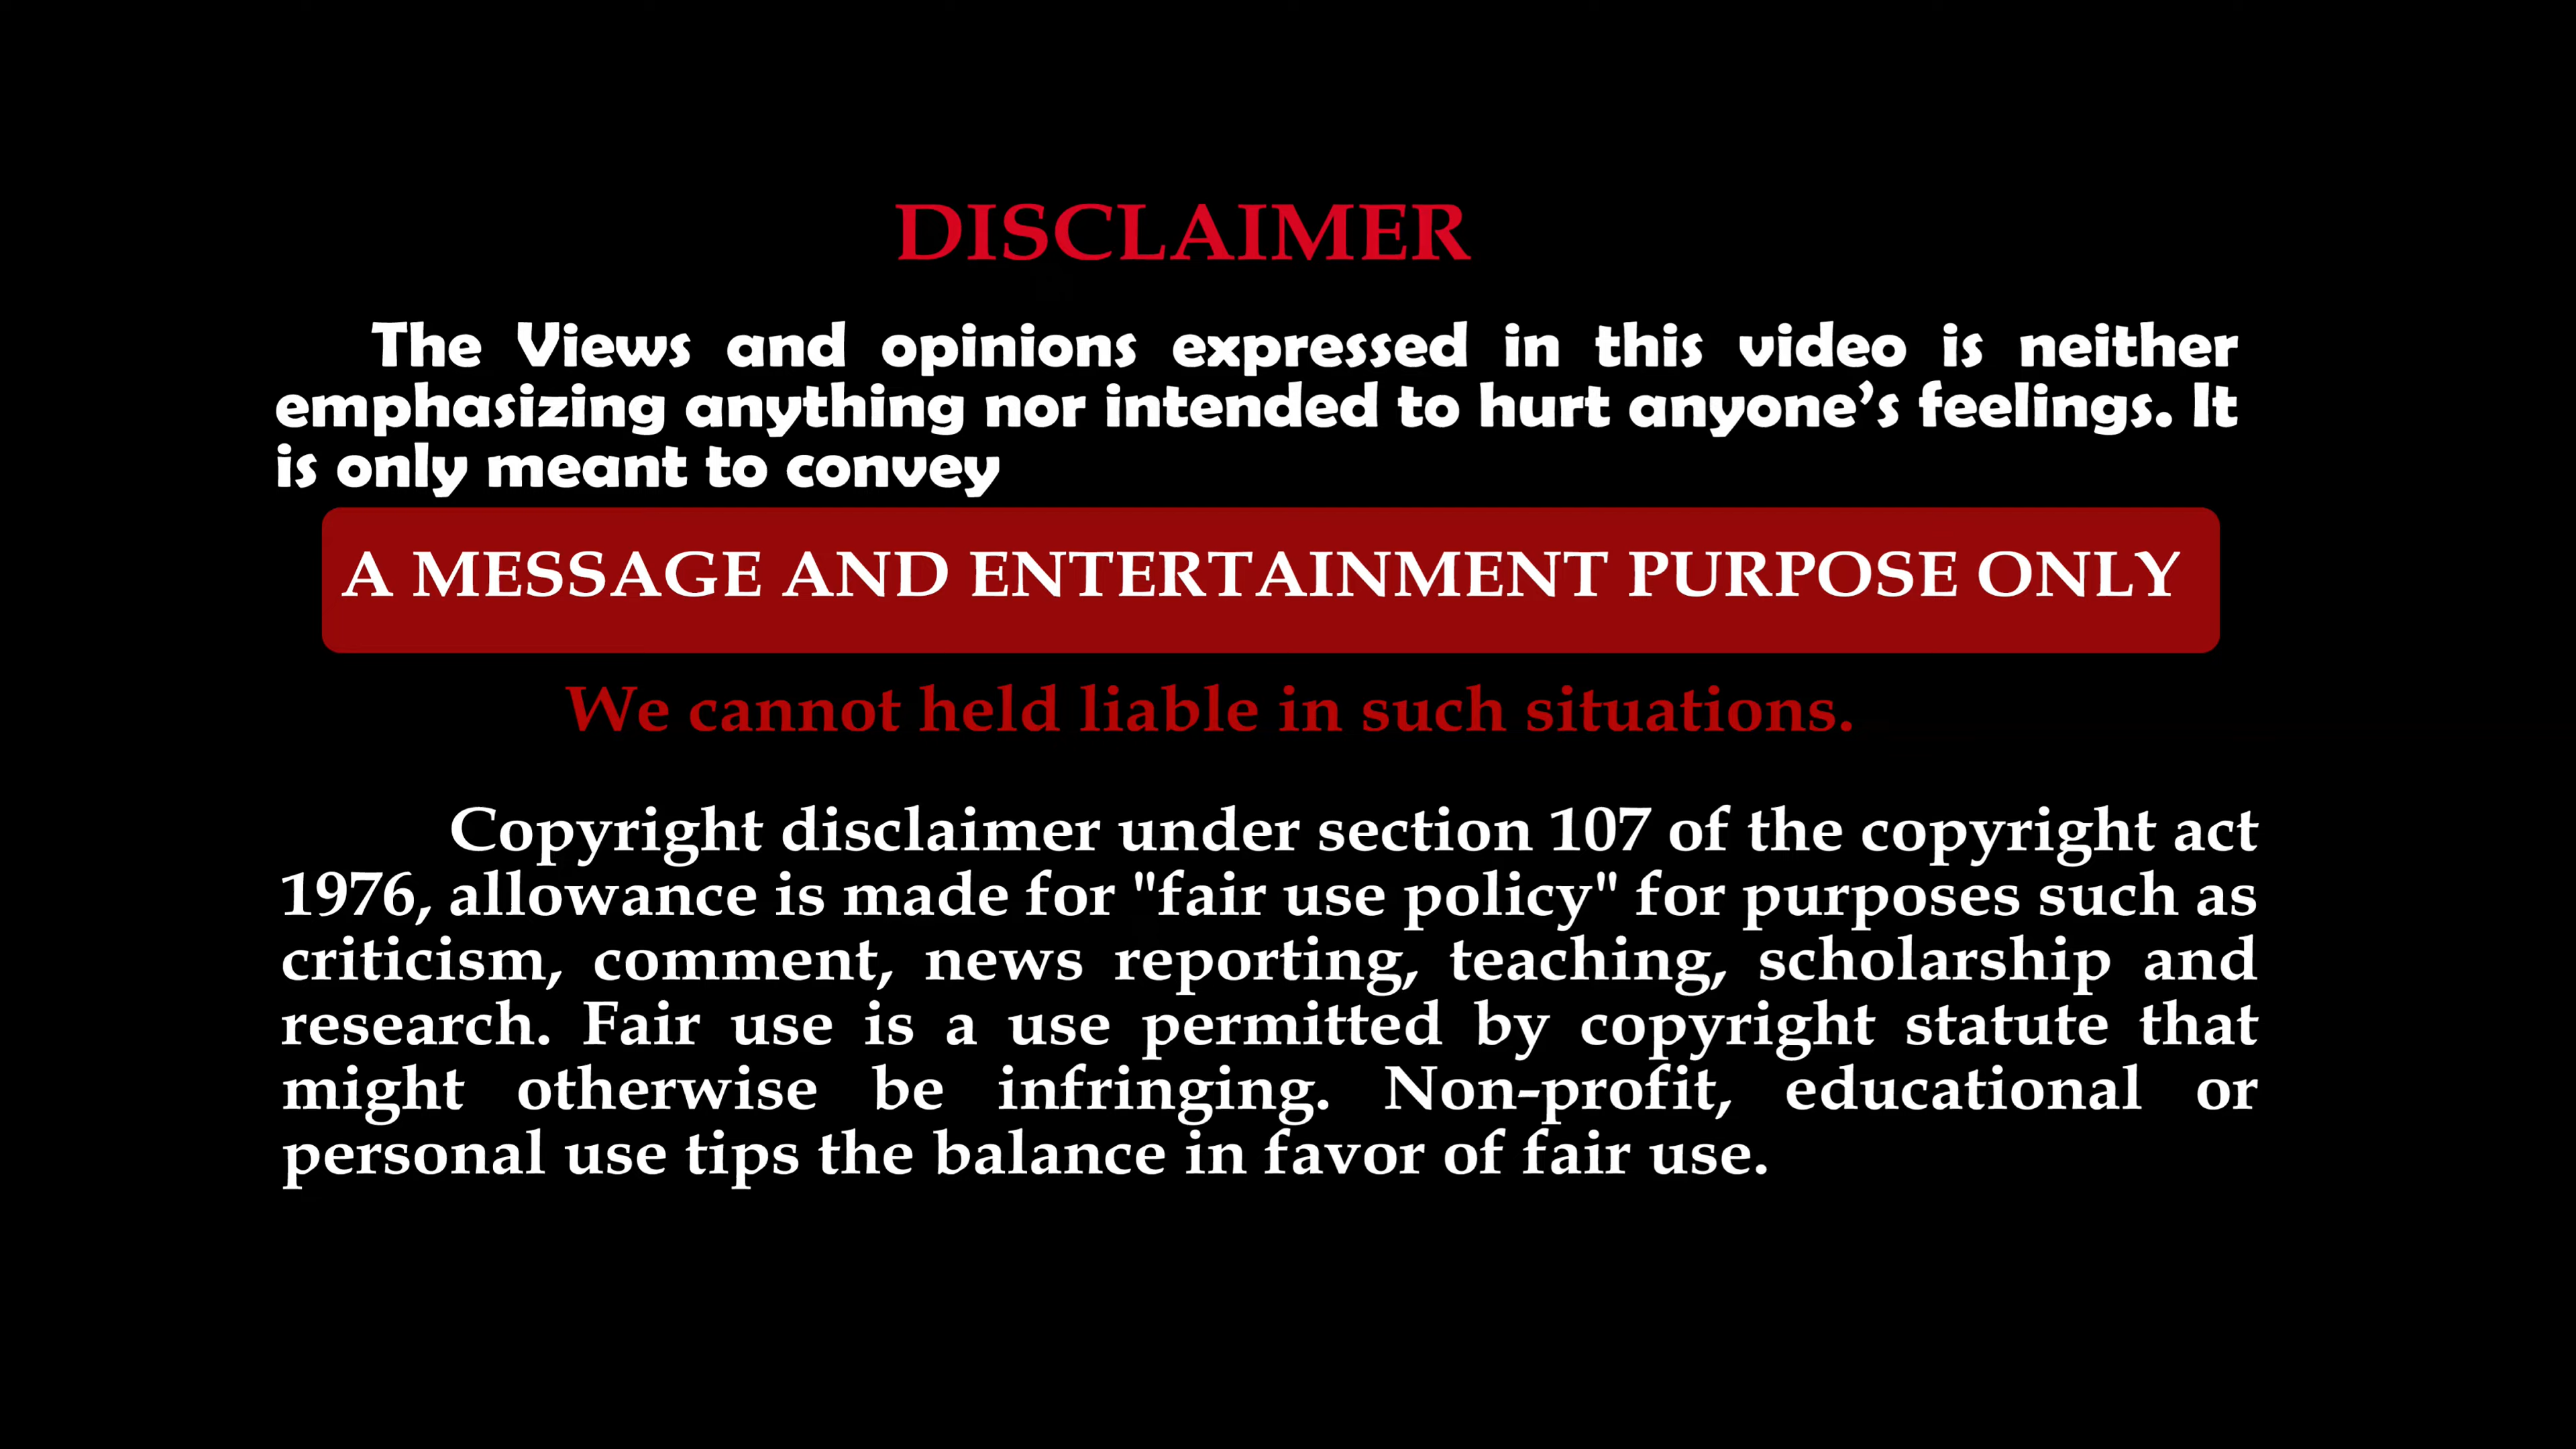 DISCLAIMER
The Views and opinions expressed in this video is neither
emphasizing anything nor intended to hurt anyone’s feelings. It
is only meant to convey
A MESSAGE AND ENTERTAINMENT PURPOSE ONLY
We cannot held liable in such situations.
Copyright disclaimer under section 107 of the copyright act
1976, allowance is made for "fair use policy" for purposes such as
criticism, comment, news reporting, teaching, scholarship and
research. Fair use is a use permitted by copyright statute that
might otherwise be infringing. Non-profit, educational or
personal use tips the balance in favor of fair use.